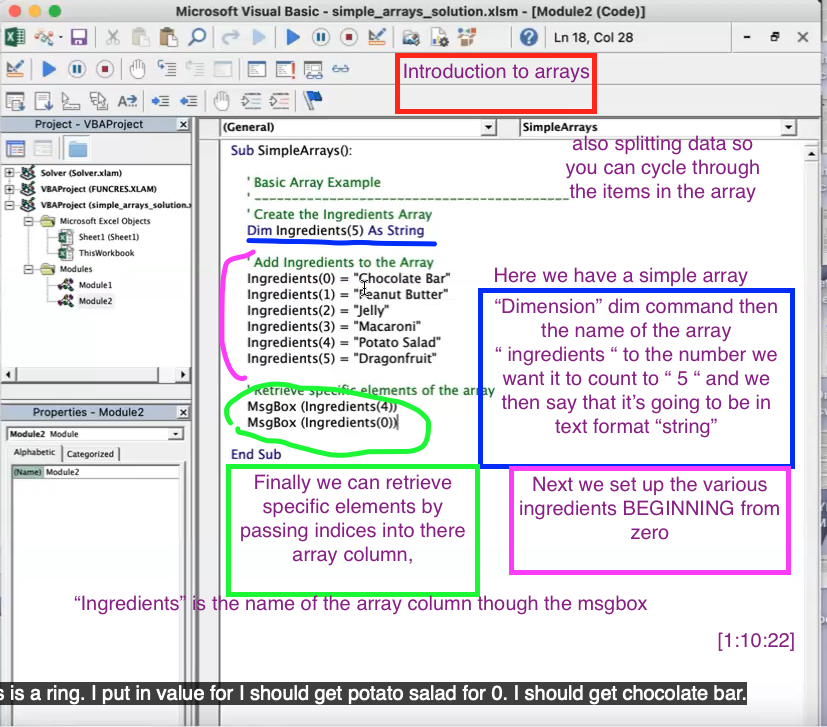 Microsoft Visual Basic - simple_arrays_solution.xlsm - [Module2 (Code)]
Ln 18, Col 28
Introduction to arrays
Project - VBAProject
Solver (Solver.xlam)
VBAProject (FUNCRES.XLAM)
VBAProject (simple_arrays_solution.
Microsoft Excel Objects
Sheet1 (Sheet1)
ThisWorkbook
Modules
Module1
Module2
Properties - Module2
Module2 Module
Alphabetic Categorized
(Name) Module2
(General) SimpleArrays
Sub SimpleArrays():
' Basic Array Example
' ------------------------------------------
' Create the Ingredients Array
Dim Ingredients(5) As String
' Add Ingredients to the Array
Ingredients(0) = "Chocolate Bar"
Ingredients(1) = "Peanut Butter"
Ingredients(2) = "Jelly"
Ingredients(3) = "Macaroni"
Ingredients(4) = "Potato Salad"
Ingredients(5) = "Dragonfruit"
' Retrieve specific elements of the array
MsgBox (Ingredients(4))
MsgBox (Ingredients(0))
End Sub
also splitting data so
you can cycle through
the items in the array
Here we have a simple array
“Dimension” dim command then
the name of the array
“ ingredients “ to the number we
want it to count to “ 5 “ and we
then say that it’s going to be in
text format “string”
Finally we can retrieve
specific elements by
passing indices into there
array column,
Next we set up the various
ingredients BEGINNING from
zero
“Ingredients” is the name of the array column though the msgbox
[1:10:22]
s is a ring. I put in value for I should get potato salad for 0. I should get chocolate bar.